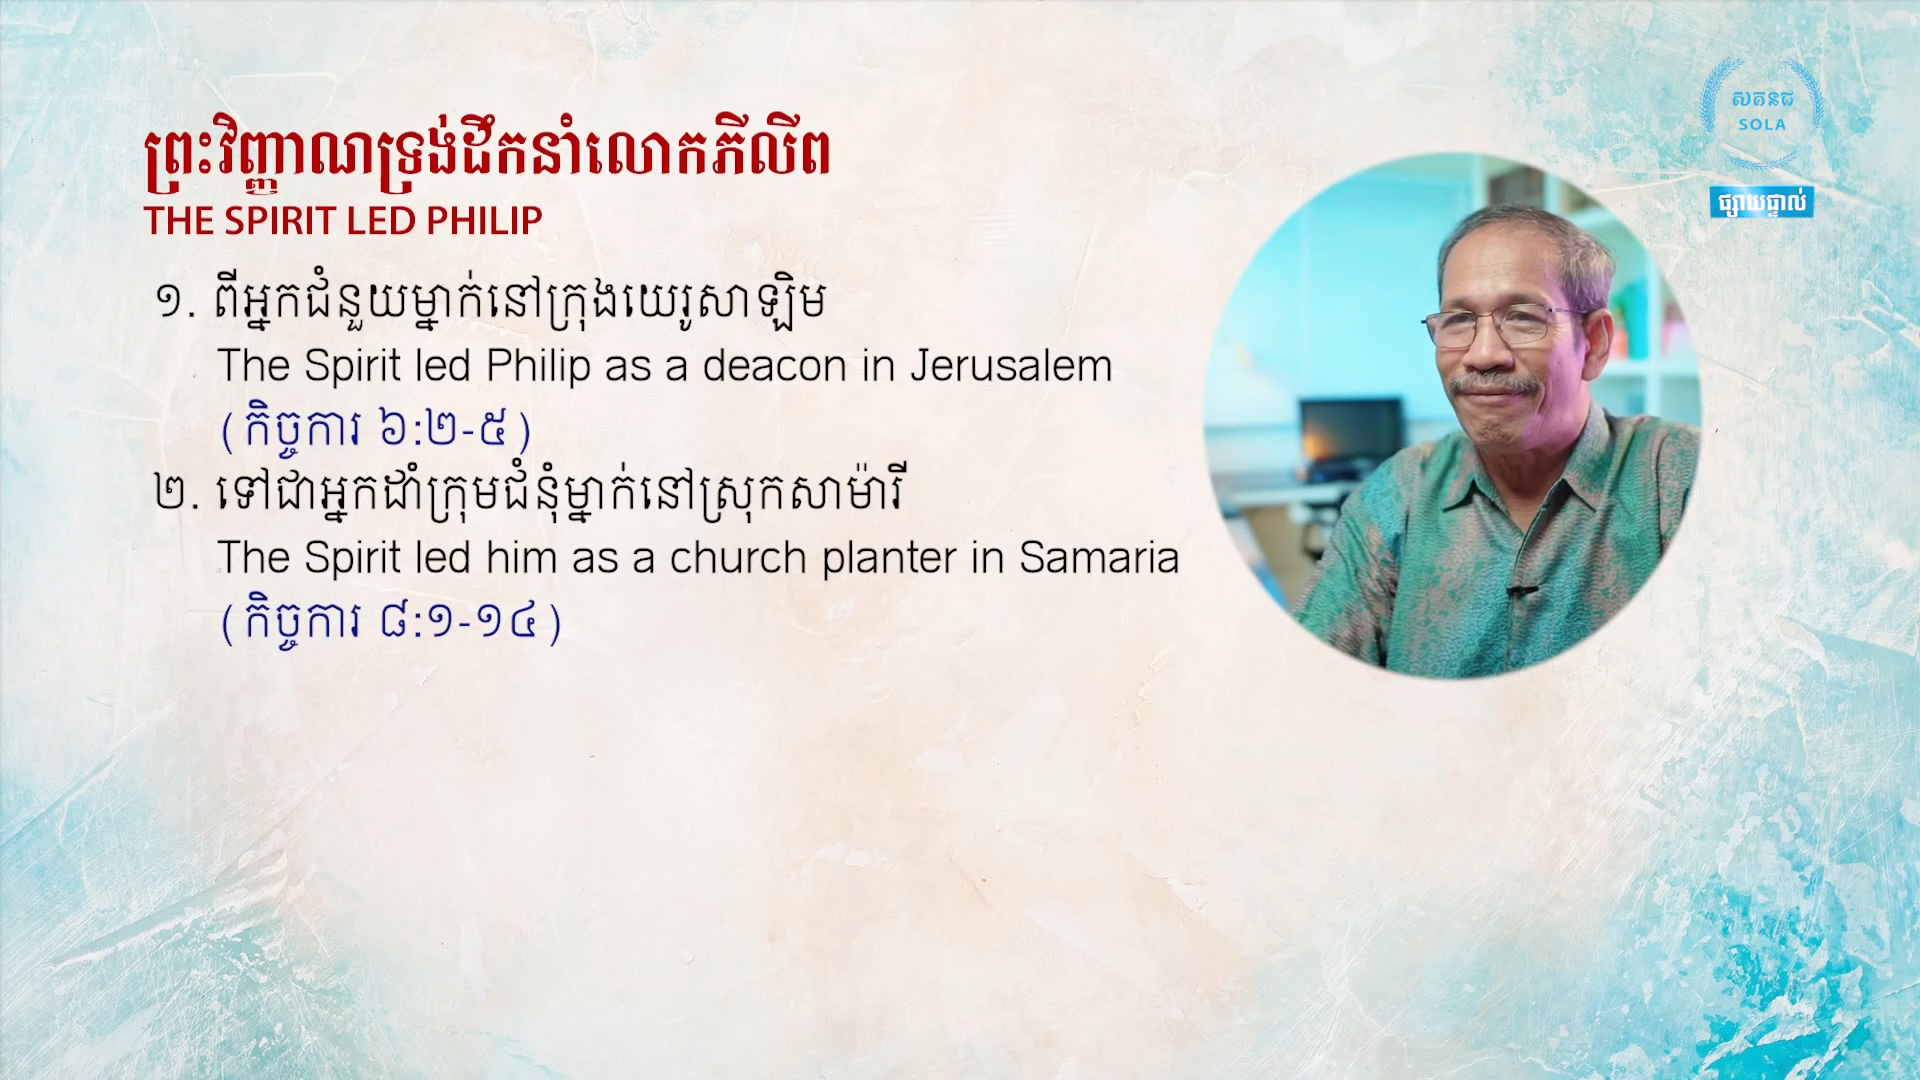 ព្រះវិញ្ញាណទ្រង់ដឹកនាំលោកភីលីព
THE SPIRIT LED PHILIP
១. ពីអ្នកជំនួយម្នាក់នៅក្រុងយេរូសាឡិម
The Spirit led Philip as a deacon in Jerusalem
(កិច្ចការ ៦:២-៥)
២. ទៅជាអ្នកដាំក្រុមជំនុំម្នាក់នៅស្រុកសាម៉ារី
The Spirit led him as a church planter in Samaria
(កិច្ចការ ៨:១-១៤)
សគនជ
SOLA
ផ្សាយផ្ទាល់